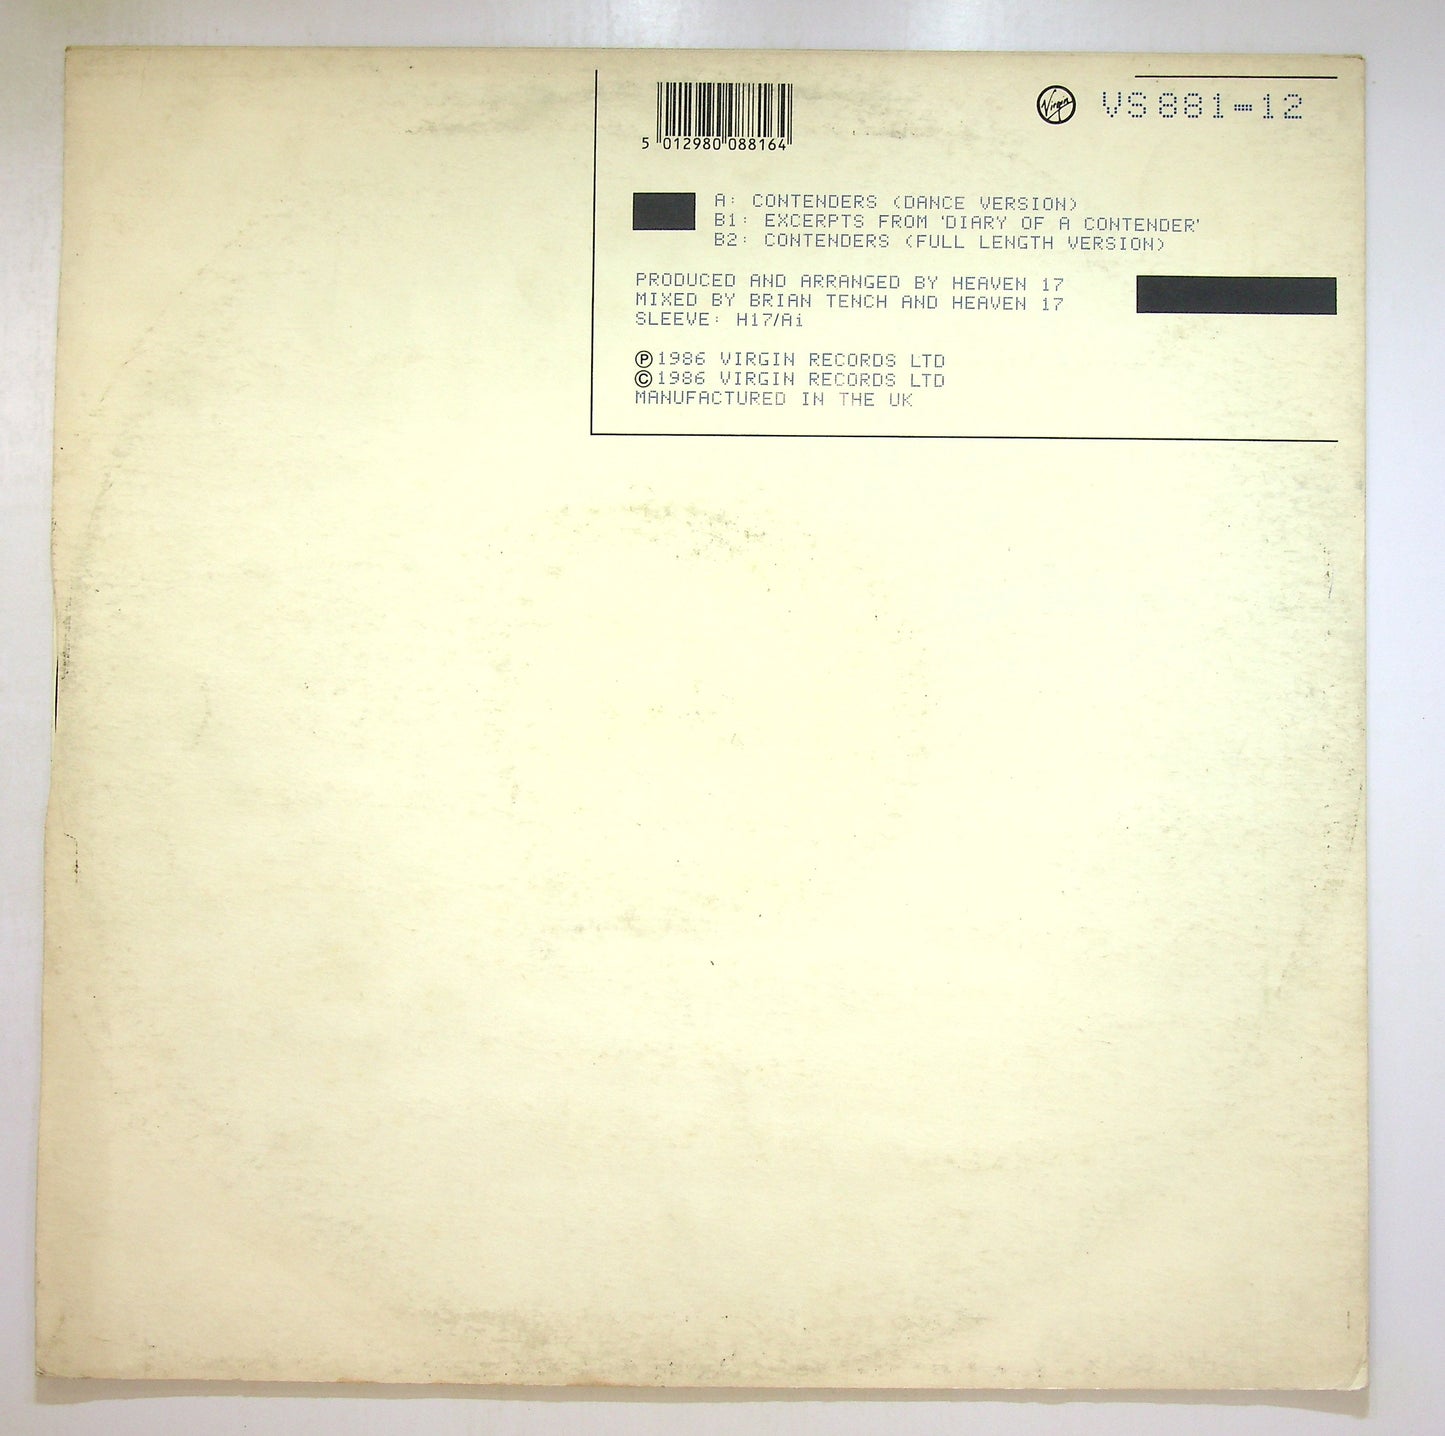 5 012980 088164
Virgin VS 881-12
A: CONTENDERS (DANCE VERSION)
B1: EXCERPTS FROM 'DIARY OF A CONTENDER'
B2: CONTENDERS (FULL LENGTH VERSION)
PRODUCED AND ARRANGED BY HEAVEN 17
MIXED BY BRIAN TENCH AND HEAVEN 17
SLEEVE: H17/Ai
℗1986 VIRGIN RECORDS LTD
©1986 VIRGIN RECORDS LTD
MANUFACTURED IN THE UK